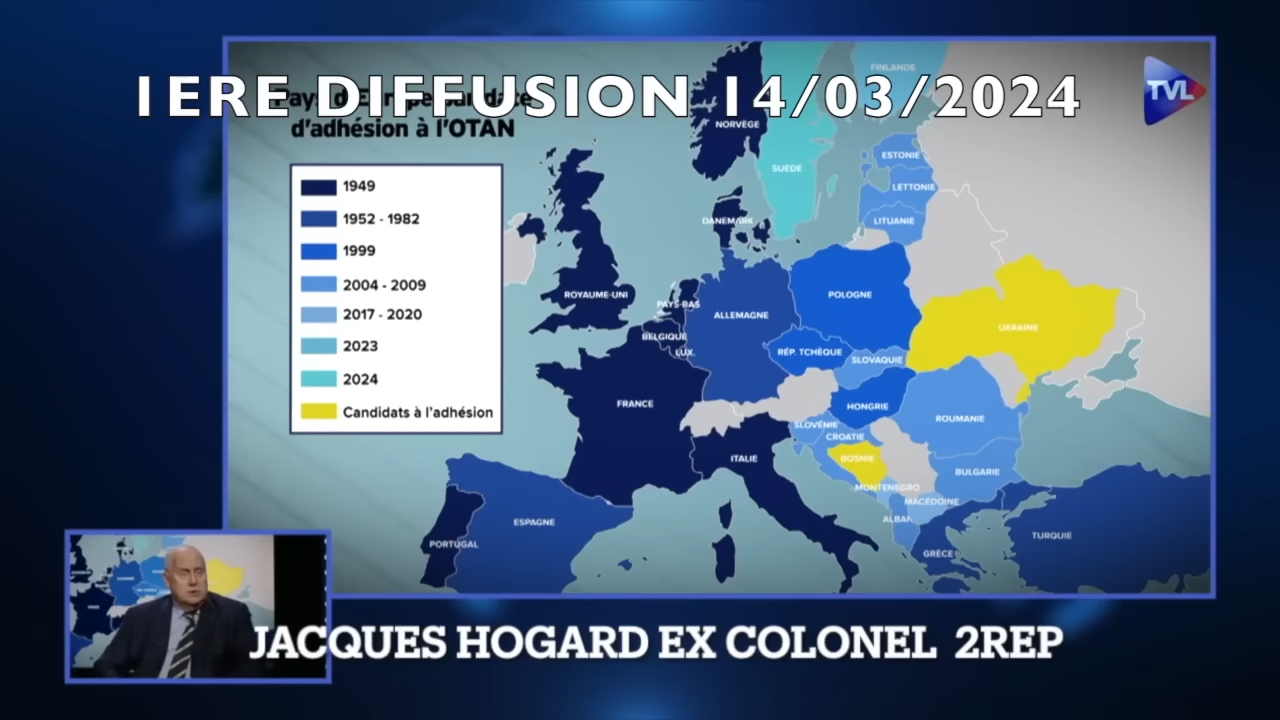 1ERE DIFFUSION 14/03/2024
d'adhésion à l'OTAN
TVL
1949
1952 - 1982
1999
2004 - 2009
2017 - 2020
2023
2024
Candidats à l'adhésion
FINLANDE
NORVÈGE
SUÈDE
ESTONIE
LETTONIE
LITUANIE
DANEMARK
ROYAUME-UNI
PAYS-BAS
POLOGNE
ALLEMAGNE
UKRAINE
BELGIQUE
LUX.
RÉP. TCHÈQUE
SLOVAQUIE
FRANCE
HONGRIE
SLOVÉNIE
ROUMANIE
CROATIE
ITALIE
BOSNIE
BULGARIE
MONTENEGRO
MACÉDOINE
ALBA
ESPAGNE
PORTUGAL
GRÈCE
TURQUIE
JACQUES HOGARD EX COLONEL 2REP